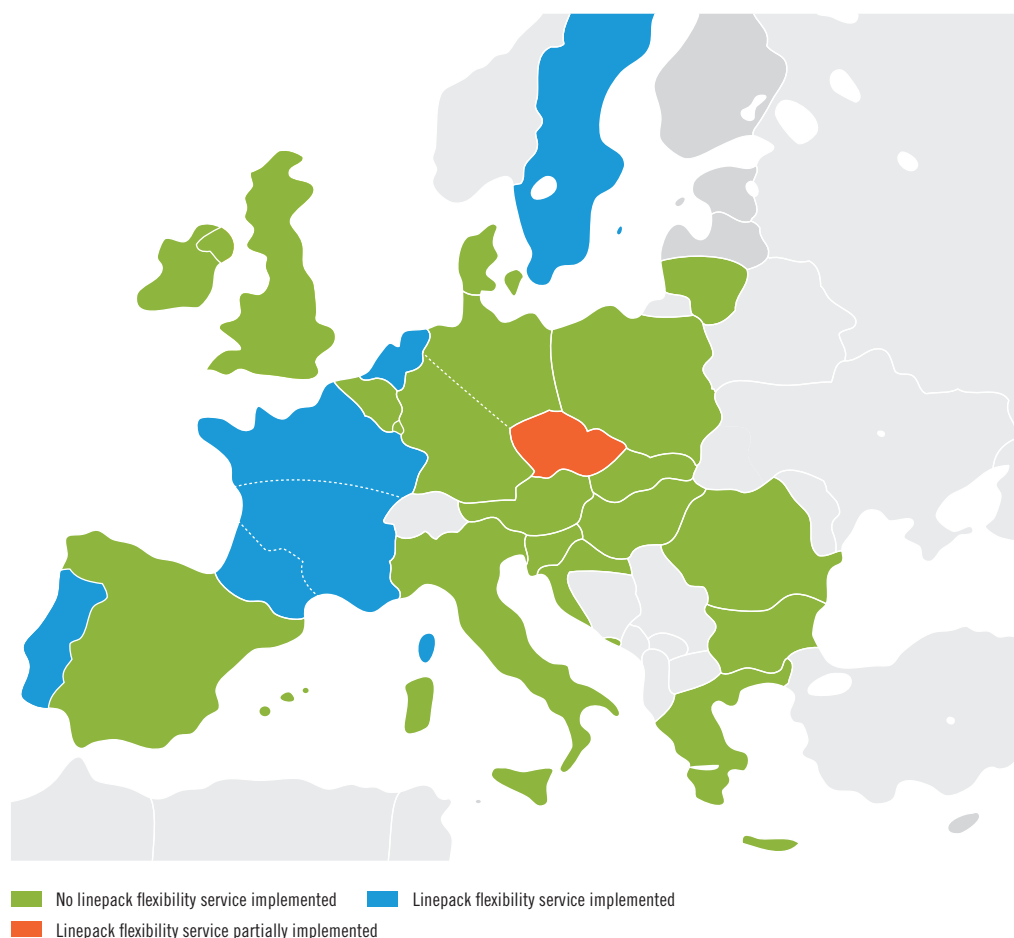 No linepack flexibility service implemented
Linepack flexibility service implemented
Linepack flexibility service partially implemented